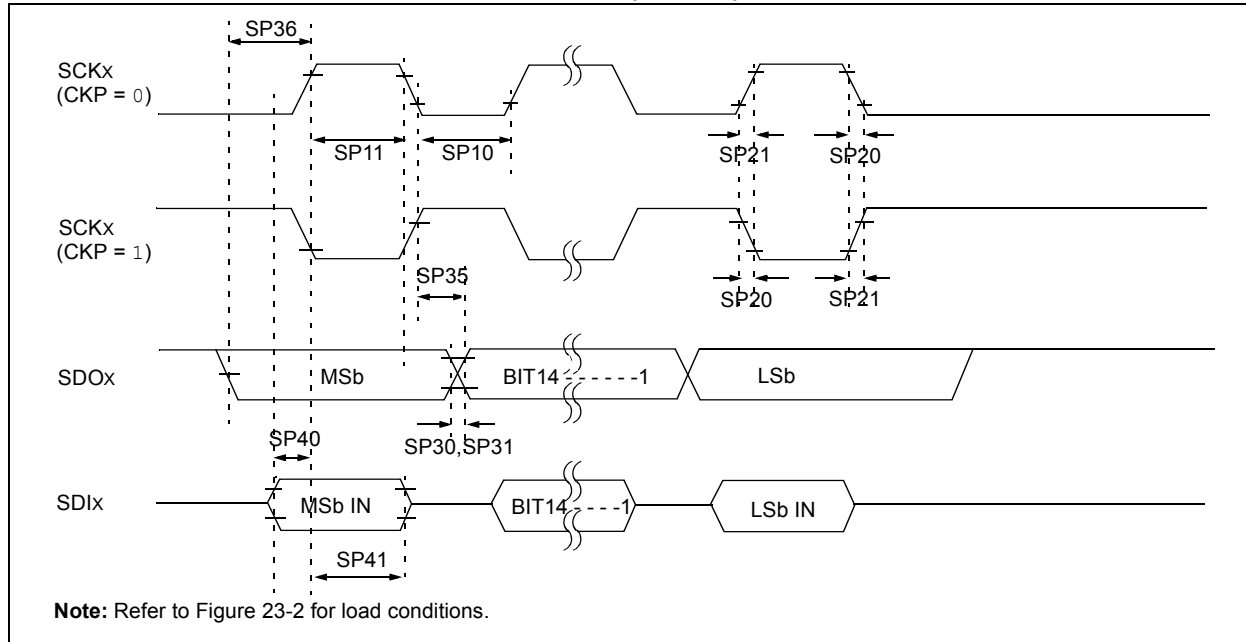 SP36
SCKx
(CKP = 0)
SP11
SP10
SP21
SP20
SCKx
(CKP = 1)
SP35
SP20
SP21
SDOx
MSb
BIT14 - - - - - -1
LSb
SP40
SP30,SP31
SDIx
MSb IN
BIT14 - - - -1
LSb IN
SP41
Note: Refer to Figure 23-2 for load conditions.